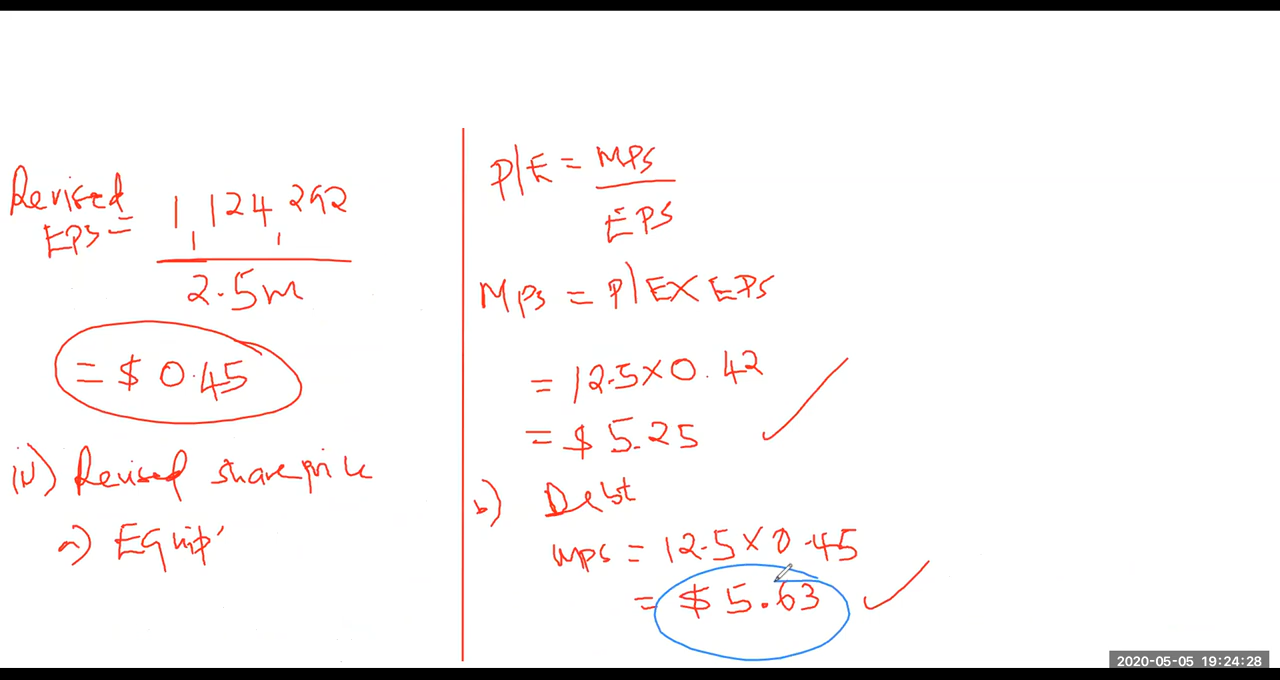 Revised
EPS =
1,124,292
2.5m
= $ 0.45
iv) Revised share price
a) Equity
P|E = MPS
EPS
MPS = P|E X EPS
= 12.5 x 0.42
= $ 5.25
b) Debt
MPS = 12.5 x 0.45
= $ 5.63
2020-05-05 19:24:28